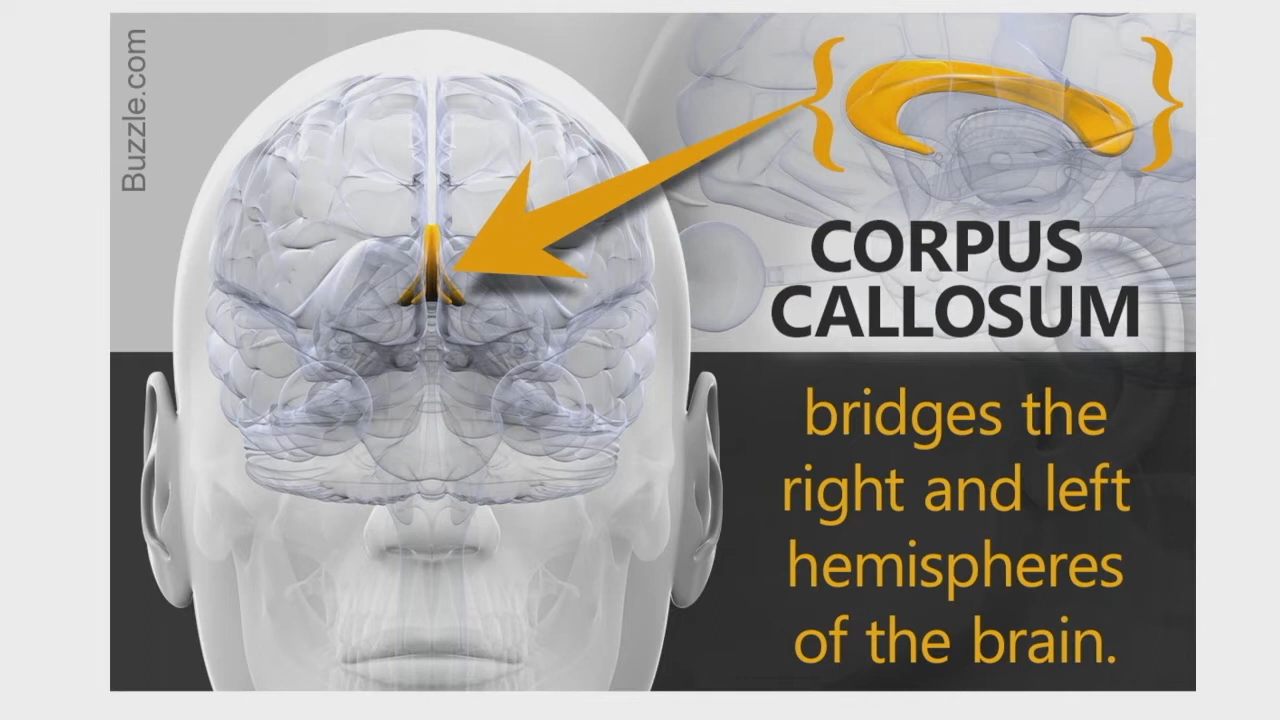 Buzzle.com
CORPUS
CALLOSUM
bridges the
right and left
hemispheres
of the brain.